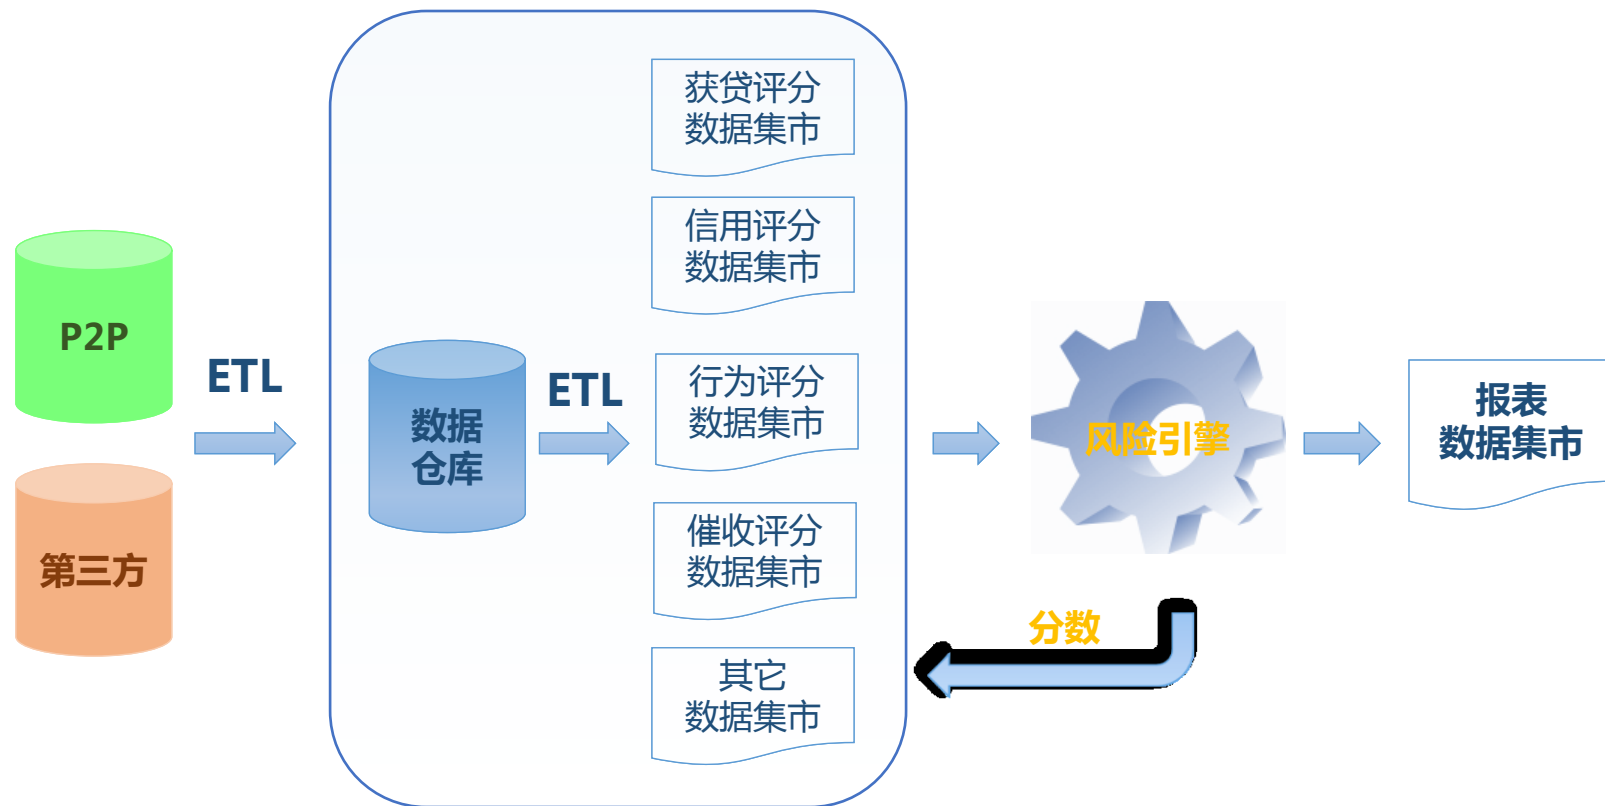 P2P
第三方
ETL
数据
仓库
ETL
获贷评分
数据集市
信用评分
数据集市
行为评分
数据集市
催收评分
数据集市
其它
数据集市
风险引擎
分数
报表
数据集市